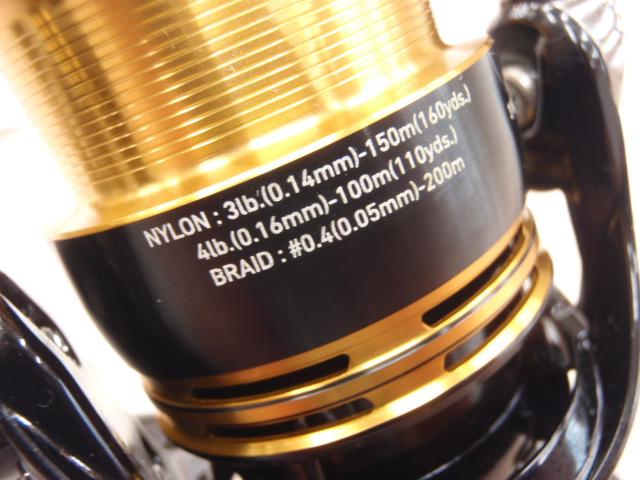 NYLON : 3lb.(0.14mm)-150m(160yds.)
4lb.(0.16mm)-100m(110yds.)
BRAID : #0.4(0.05mm)-200m